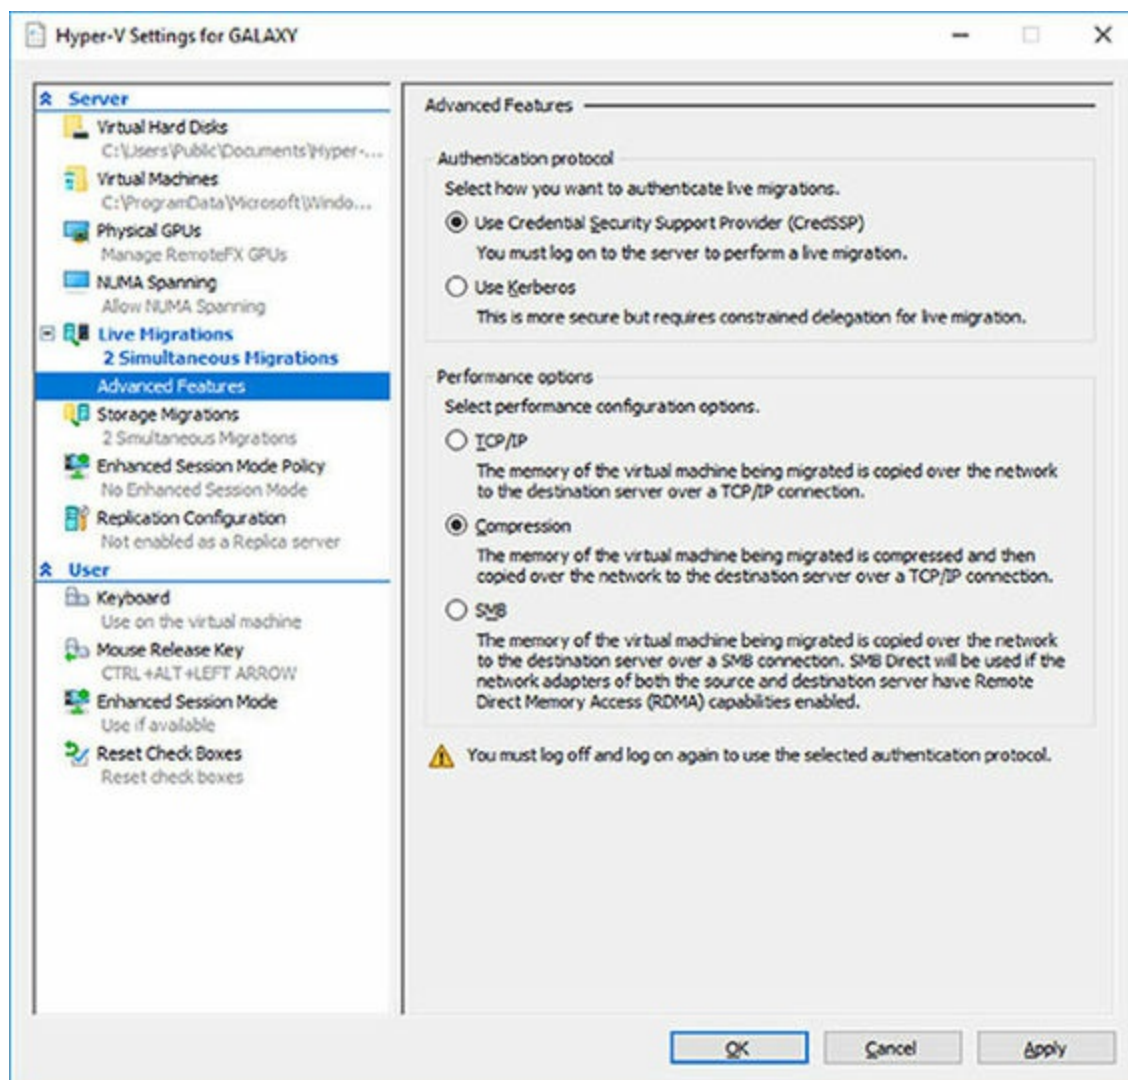 Hyper-V Settings for GALAXY
Server
Virtual Hard Disks
C:\Users\Public\Documents\Hyper-...
Virtual Machines
C:\ProgramData\Microsoft\Windo...
Physical GPUs
Manage RemoteFX GPUs
NUMA Spanning
Allow NUMA Spanning
Live Migrations
2 Simultaneous Migrations
Advanced Features
Storage Migrations
2 Simultaneous Migrations
Enhanced Session Mode Policy
No Enhanced Session Mode
Replication Configuration
Not enabled as a Replica server
User
Keyboard
Use on the virtual machine
Mouse Release Key
CTRL+ALT+LEFT ARROW
Enhanced Session Mode
Use if available
Reset Check Boxes
Reset check boxes
Advanced Features
Authentication protocol
Select how you want to authenticate live migrations.
Use Credential Security Support Provider (CredSSP)
You must log on to the server to perform a live migration.
Use Kerberos
This is more secure but requires constrained delegation for live migration.
Performance options
Select performance configuration options.
TCP/IP
The memory of the virtual machine being migrated is copied over the network
to the destination server over a TCP/IP connection.
Compression
The memory of the virtual machine being migrated is compressed and then
copied over the network to the destination server over a TCP/IP connection.
SMB
The memory of the virtual machine being migrated is copied over the network
to the destination server over a SMB connection. SMB Direct will be used if the
network adapters of both the source and destination server have Remote
Direct Memory Access (RDMA) capabilities enabled.
You must log off and log on again to use the selected authentication protocol.
OK
Cancel
Apply